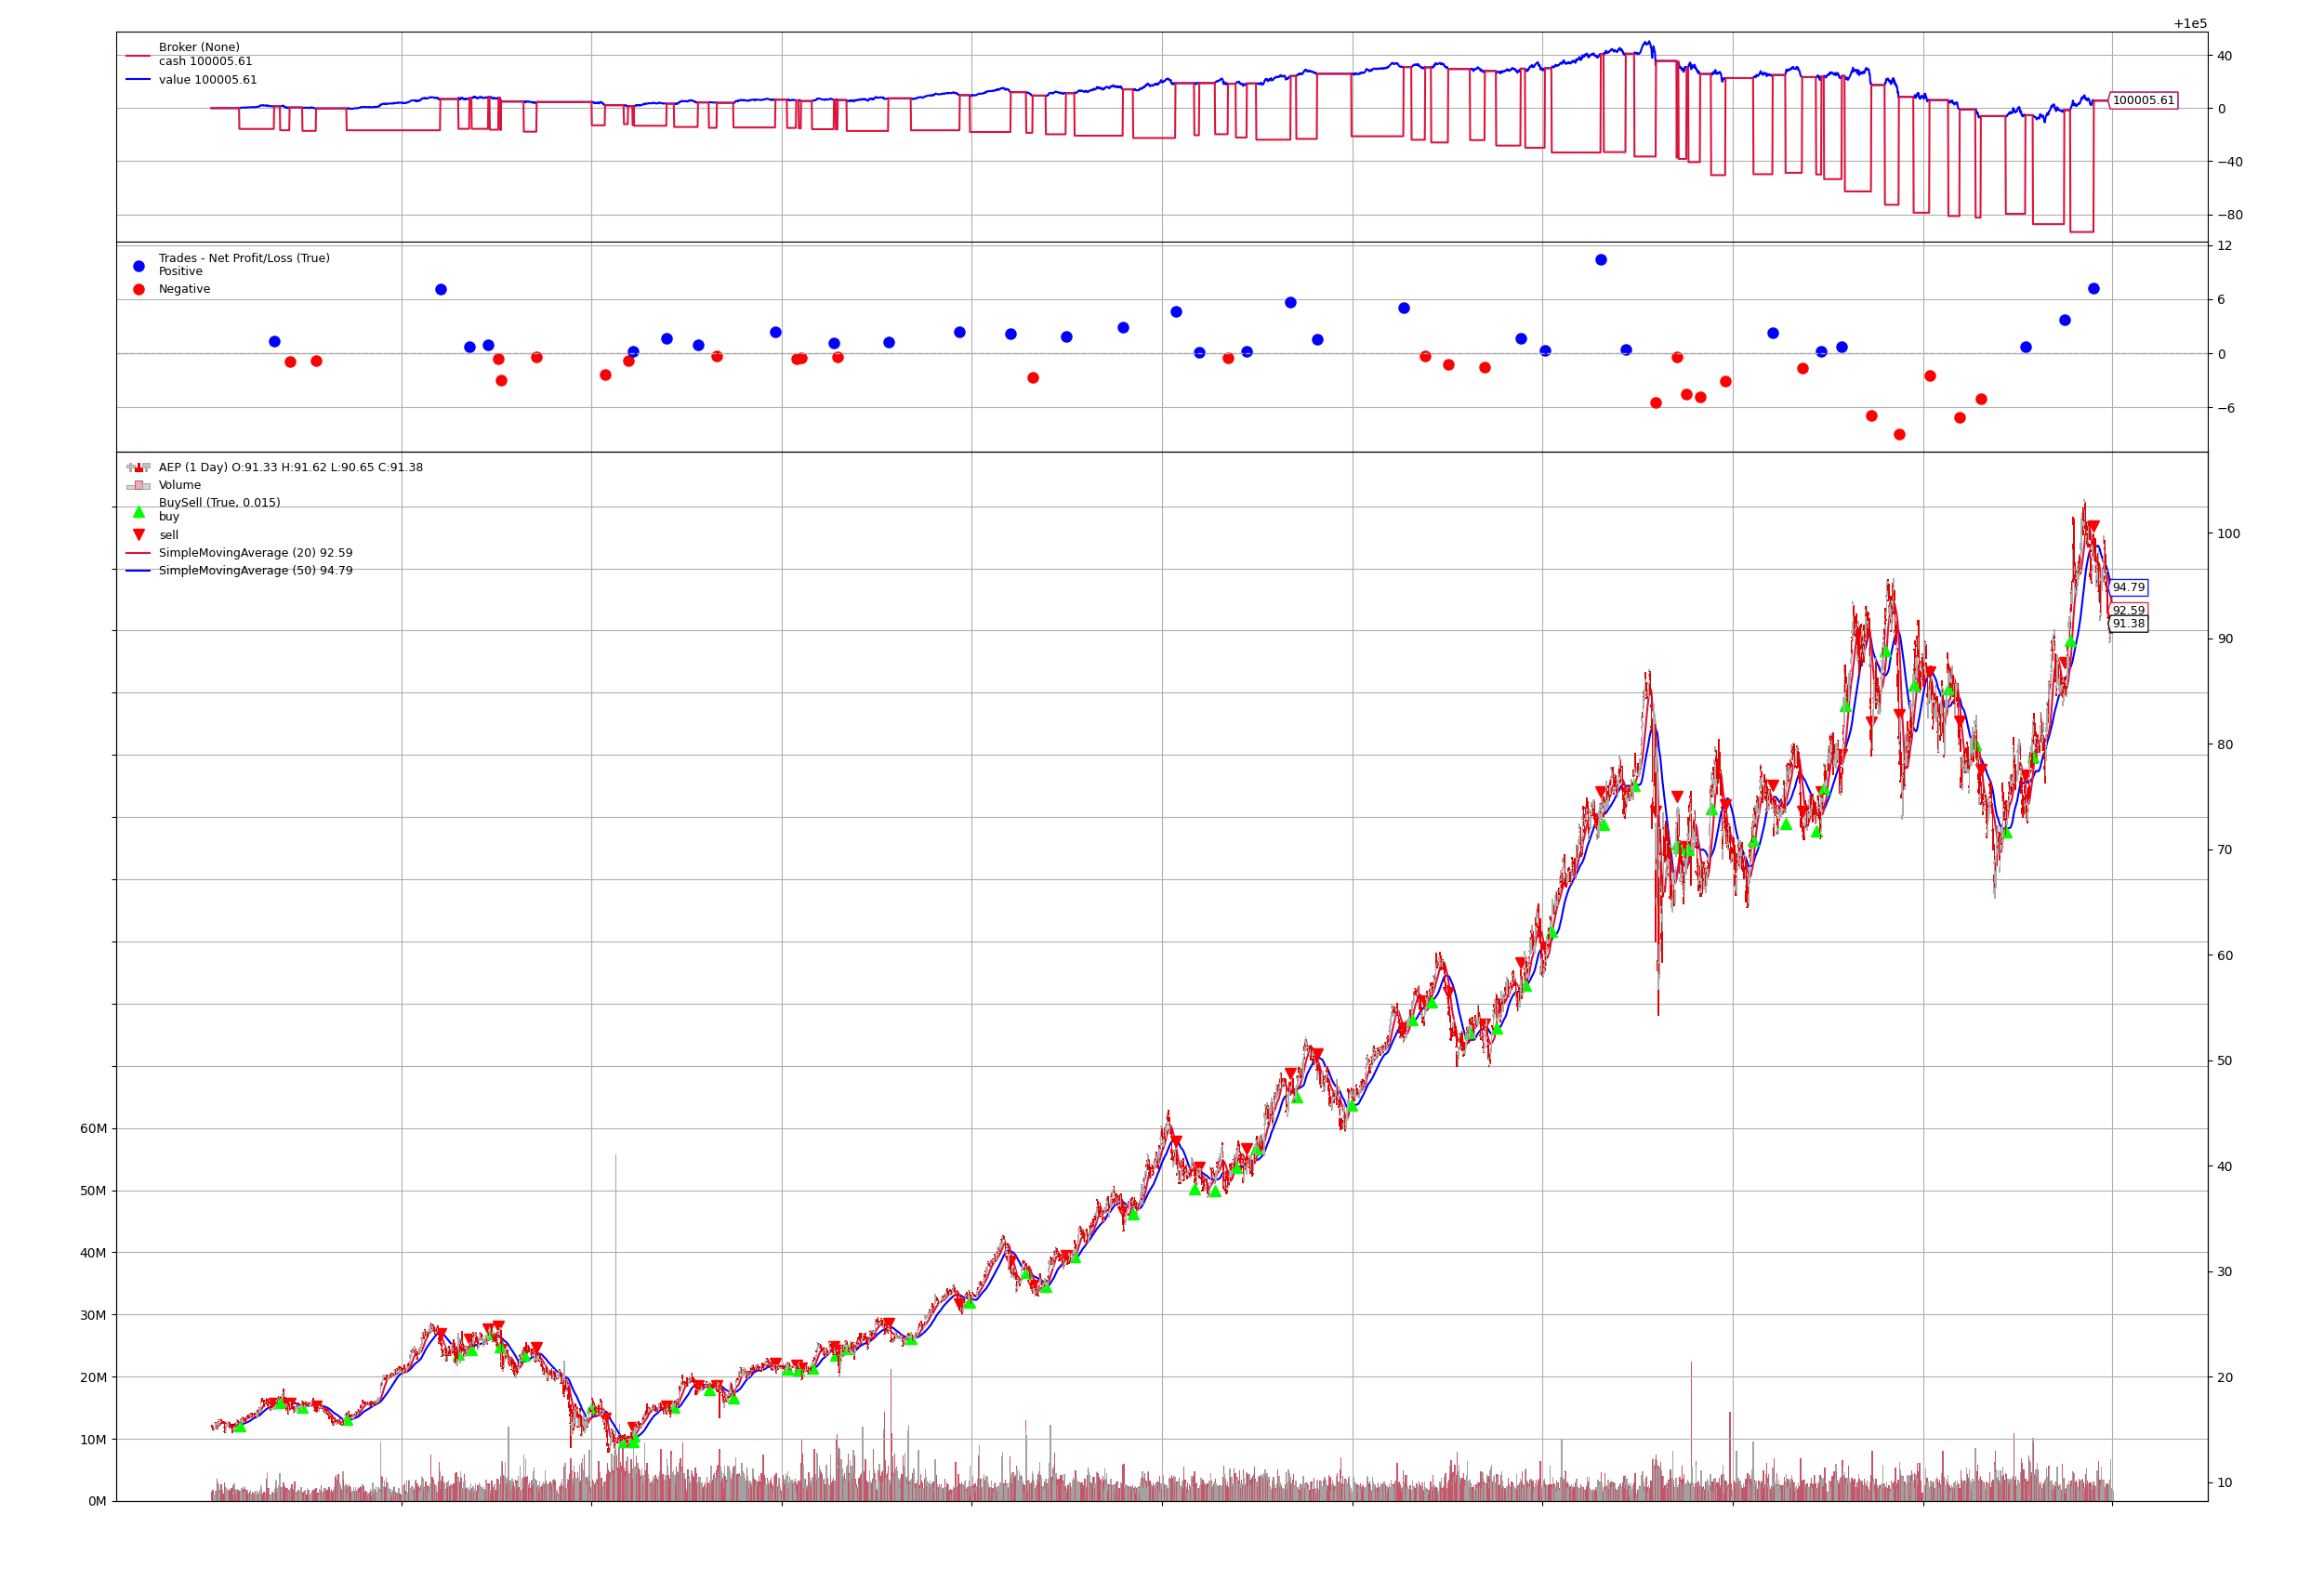 +1e5
Broker (None)
cash 100005.61
value 100005.61
40
0
−40
−80
100005.61
Trades - Net Profit/Loss (True)
Positive
Negative
12
6
0
−6
AEP (1 Day) O:91.33 H:91.62 L:90.65 C:91.38
Volume
BuySell (True, 0.015)
buy
sell
SimpleMovingAverage (20) 92.59
SimpleMovingAverage (50) 94.79
100
94.79
92.59
91.38
90
80
70
60
50
40
30
20
10
60M
50M
40M
30M
20M
10M
0M